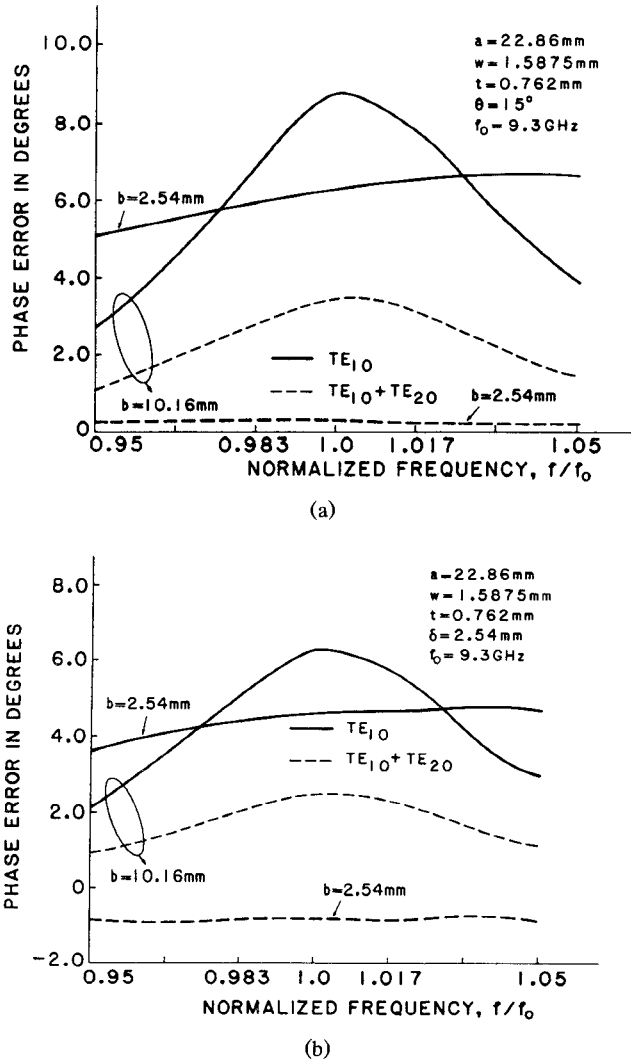 10.0
8.0
6.0
4.0
2.0
0
PHASE ERROR IN DEGREES
a=22.86mm
w=1.5875mm
t=0.762mm
θ=15°
f₀=9.3GHz
b=2.54mm
b=10.16mm
TE₁₀
TE₁₀+TE₂₀
b=2.54mm
0.95 0.983 1.0 1.017 1.05
NORMALIZED FREQUENCY, f/f₀
(a)
8.0
6.0
4.0
2.0
0
-2.0
PHASE ERROR IN DEGREES
a=22.86mm
w=1.5875mm
t=0.762mm
δ=2.54mm
f₀=9.3GHz
b=2.54mm
TE₁₀
TE₁₀+TE₂₀
b=10.16mm
b=2.54mm
0.95 0.983 1.0 1.017 1.05
NORMALIZED FREQUENCY, f/f₀
(b)